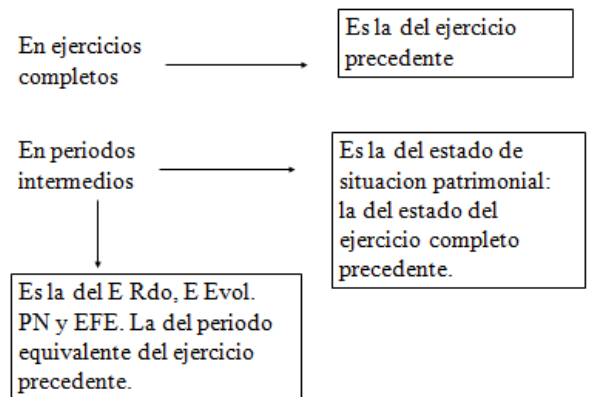 En ejercicios
completos
Es la del ejercicio
precedente
En periodos
intermedios
Es la del estado de
situacion patrimonial:
la del estado del
ejercicio completo
precedente.
Es la del E Rdo, E Evol.
PN y EFE. La del periodo
equivalente del ejercicio
precedente.